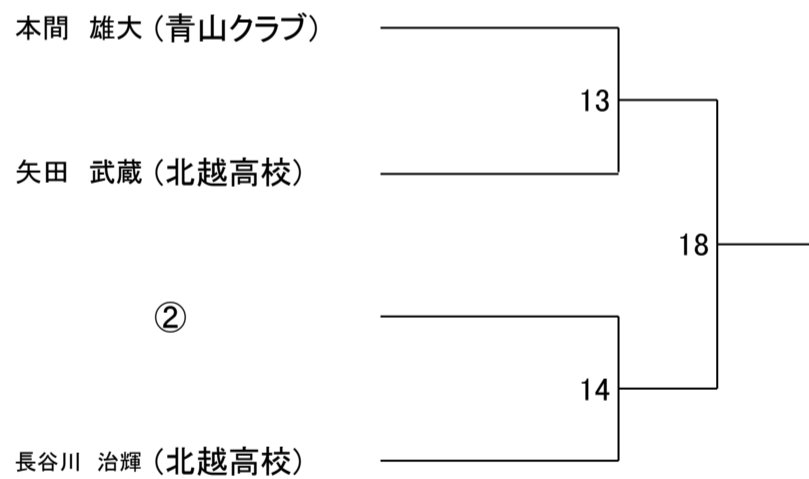 本間　雄大（青山クラブ）
13
矢田　武蔵（北越高校）
18
②
14
長谷川　治輝（北越高校）